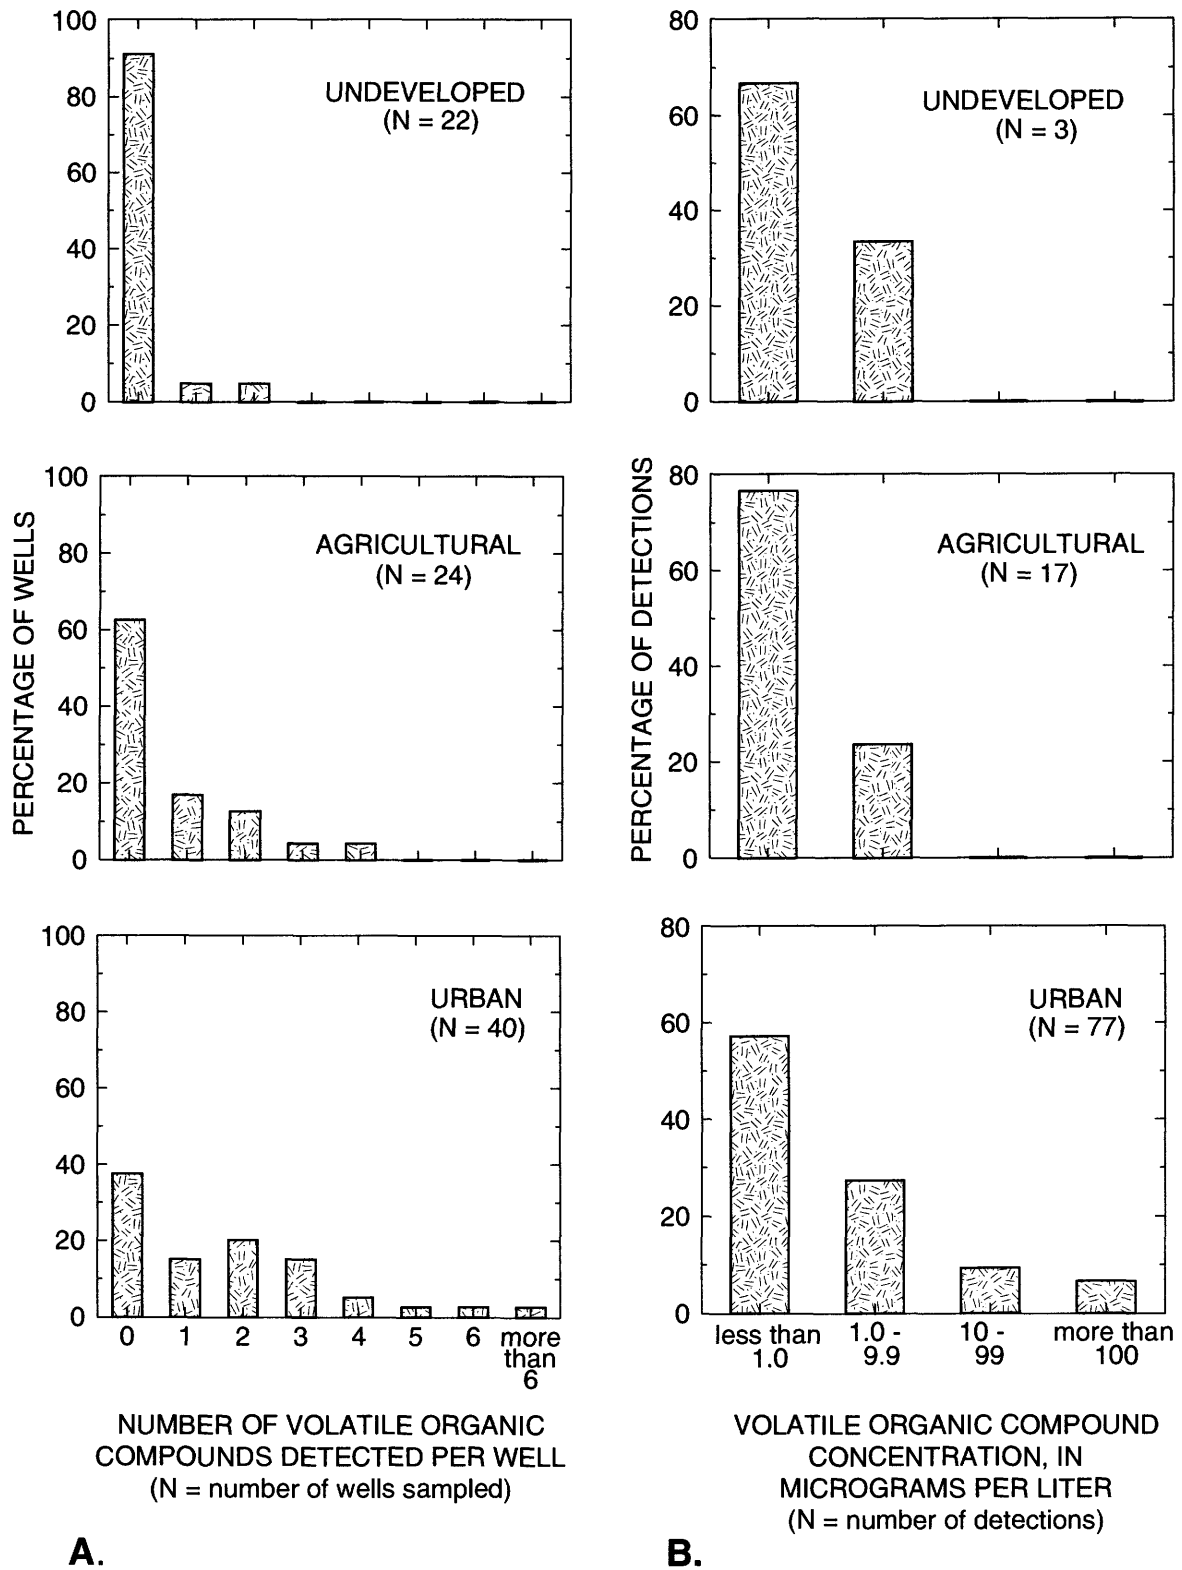 100
80
60
40
20
0
UNDEVELOPED
(N = 22)
80
60
40
20
0
UNDEVELOPED
(N = 3)
PERCENTAGE OF WELLS
100
80
60
40
20
0
AGRICULTURAL
(N = 24)
PERCENTAGE OF DETECTIONS
80
60
40
20
0
AGRICULTURAL
(N = 17)
100
80
60
40
20
0
URBAN
(N = 40)
0 1 2 3 4 5 6 more
than
6
NUMBER OF VOLATILE ORGANIC
COMPOUNDS DETECTED PER WELL
(N = number of wells sampled)
A.
80
60
40
20
0
URBAN
(N = 77)
less than 1.0 - 10 - more than
1.0 9.9 99 100
VOLATILE ORGANIC COMPOUND
CONCENTRATION, IN
MICROGRAMS PER LITER
(N = number of detections)
B.